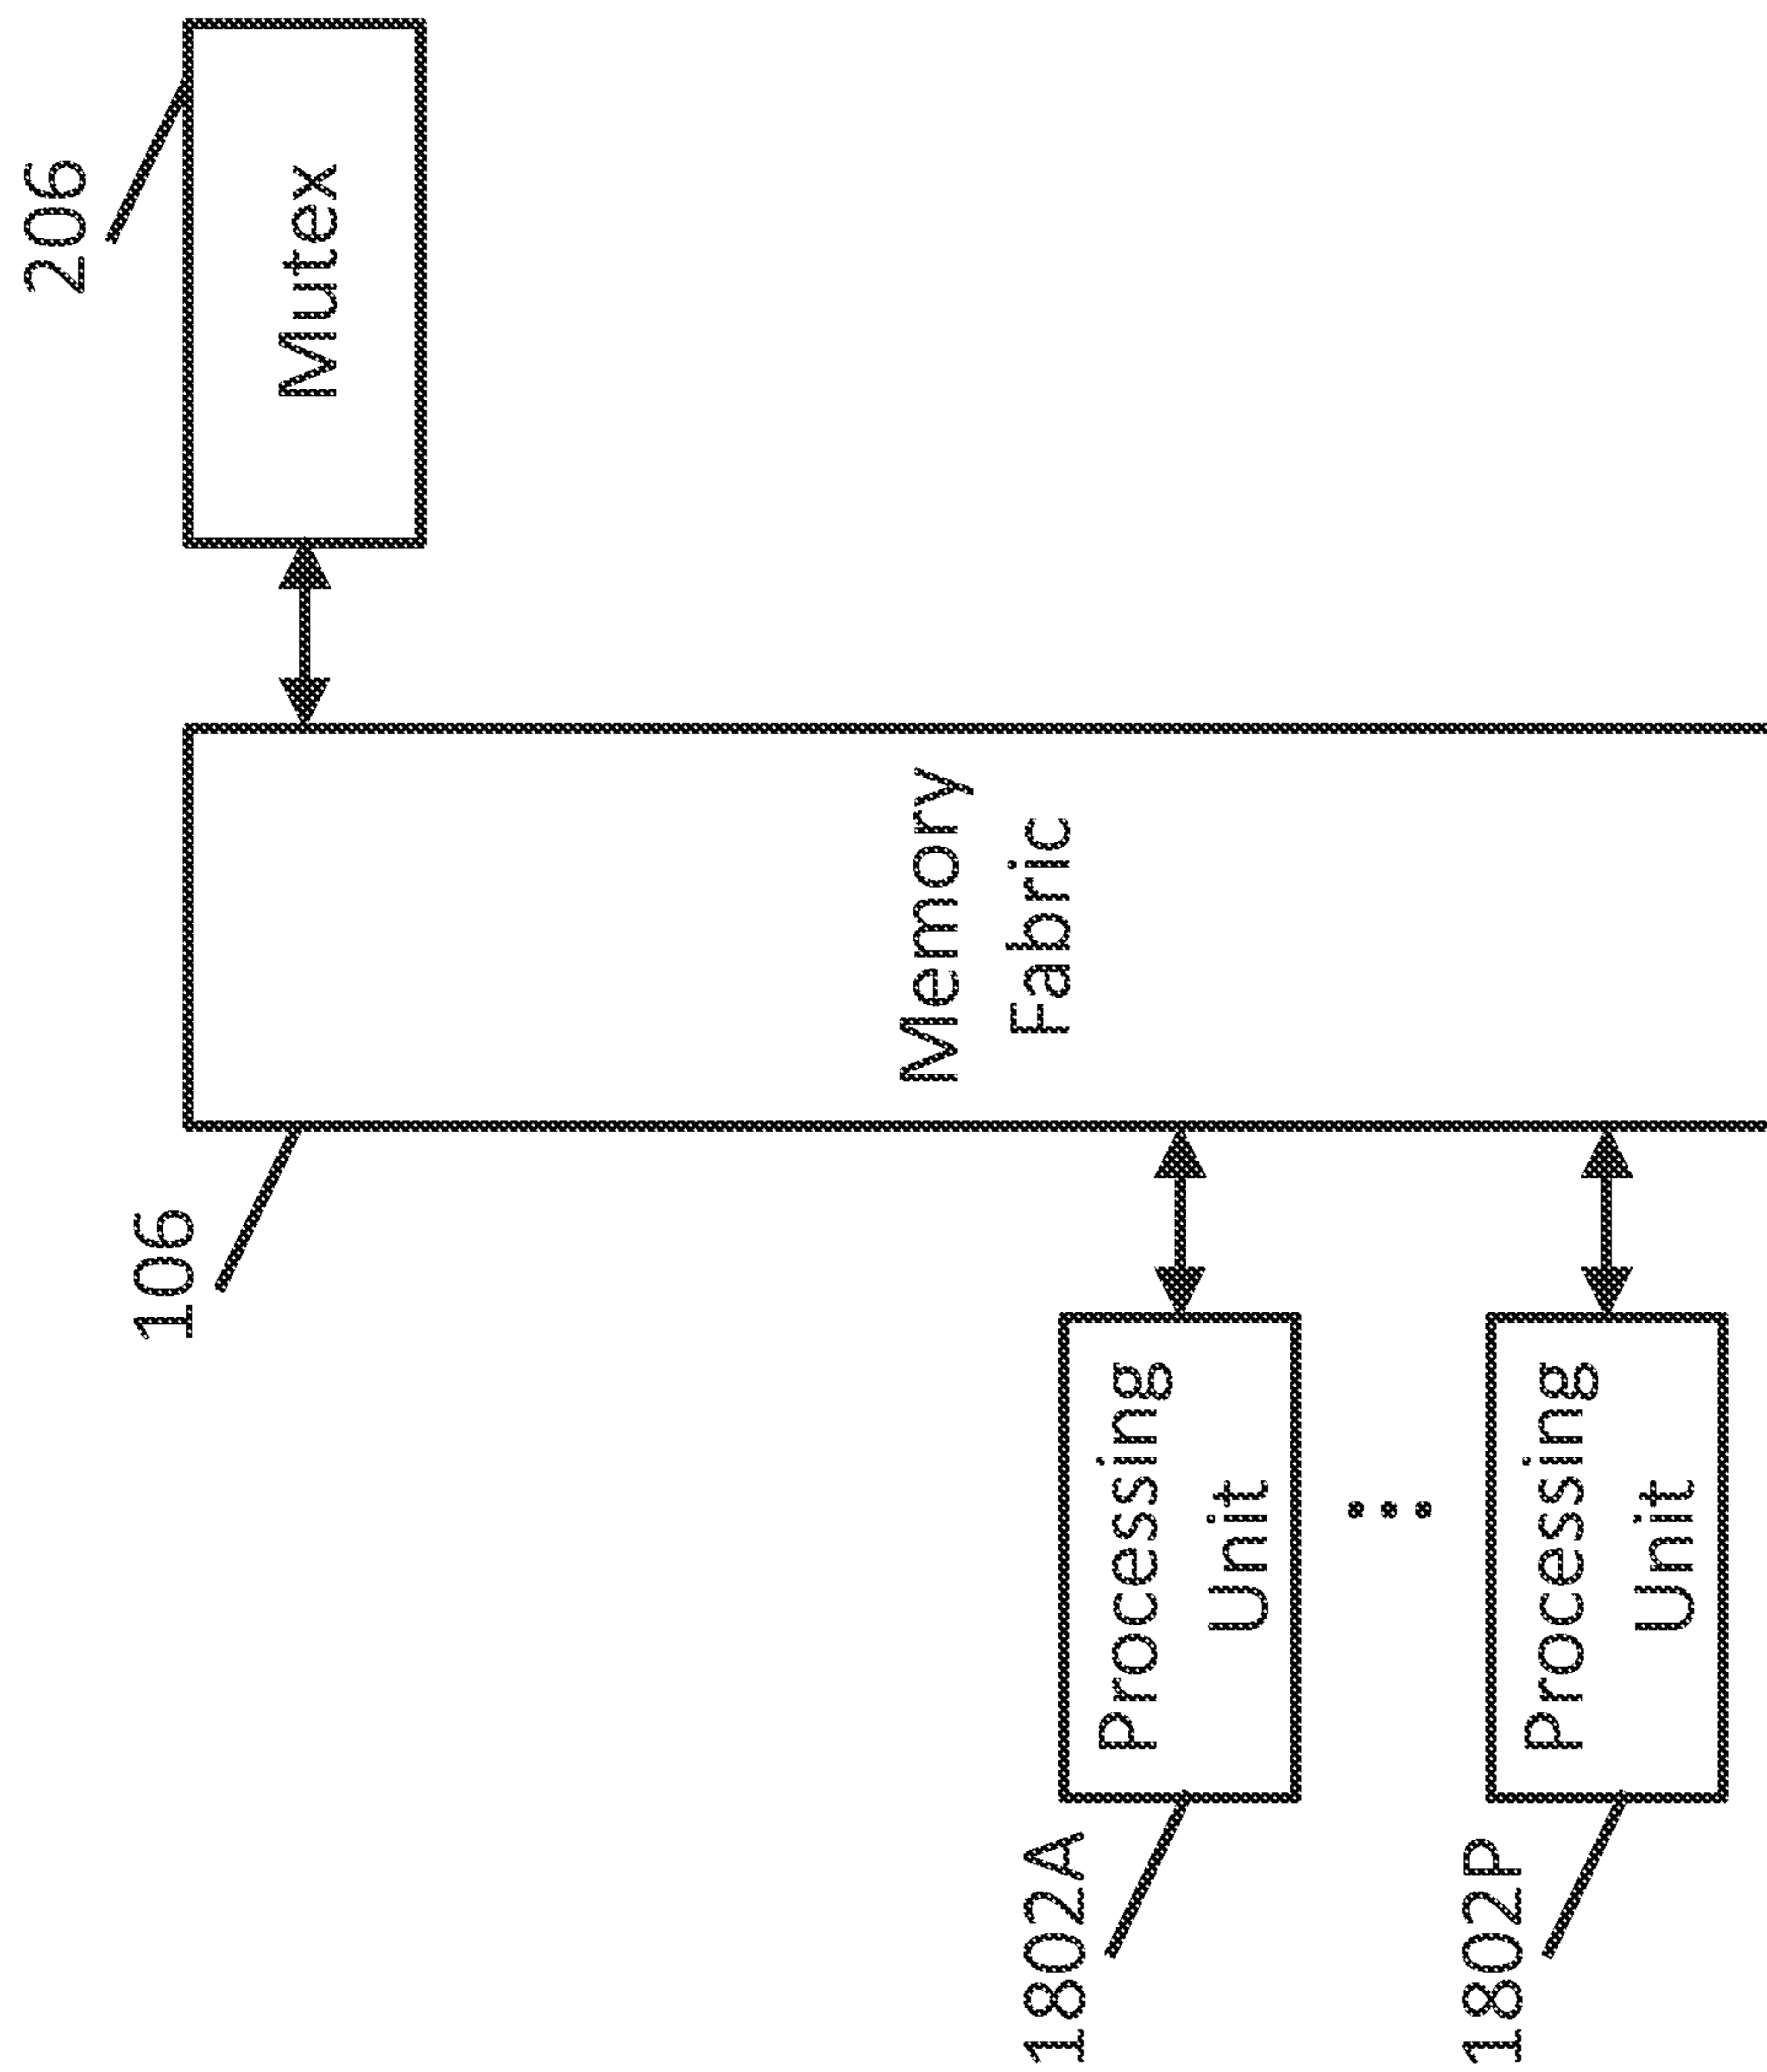 206
Mutex
106
Memory
Fabric
1802A
Processing
Unit
1802P
Processing
Unit